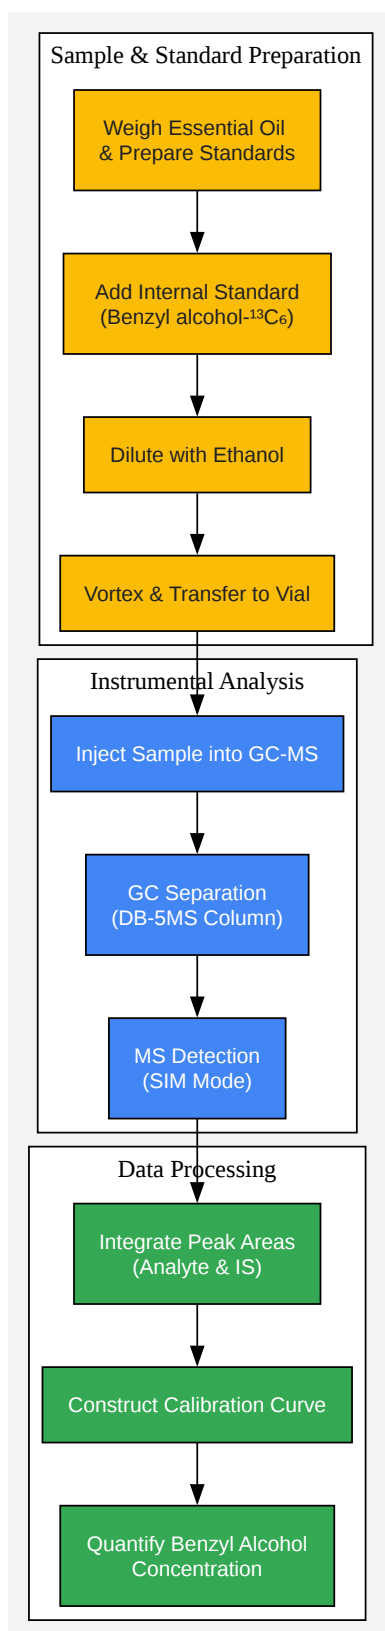 Sample & Standard Preparation
Weigh Essential Oil
& Prepare Standards
Add Internal Standard
(Benzyl alcohol-¹³C₆)
Dilute with Ethanol
Vortex & Transfer to Vial
Instrumental Analysis
Inject Sample into GC-MS
GC Separation
(DB-5MS Column)
MS Detection
(SIM Mode)
Data Processing
Integrate Peak Areas
(Analyte & IS)
Construct Calibration Curve
Quantify Benzyl Alcohol
Concentration